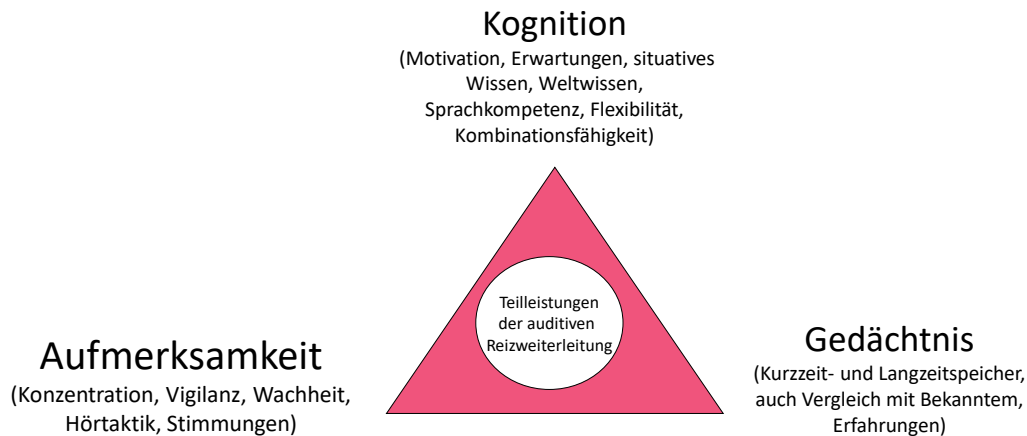 Kognition
(Motivation, Erwartungen, situatives
Wissen, Weltwissen,
Sprachkompetenz, Flexibilität,
Kombinationsfähigkeit)
Teilleistungen
der auditiven
Reizweiterleitung
Aufmerksamkeit
(Konzentration, Vigilanz, Wachheit,
Hörtaktik, Stimmungen)
Gedächtnis
(Kurzzeit- und Langzeitspeicher,
auch Vergleich mit Bekanntem,
Erfahrungen)